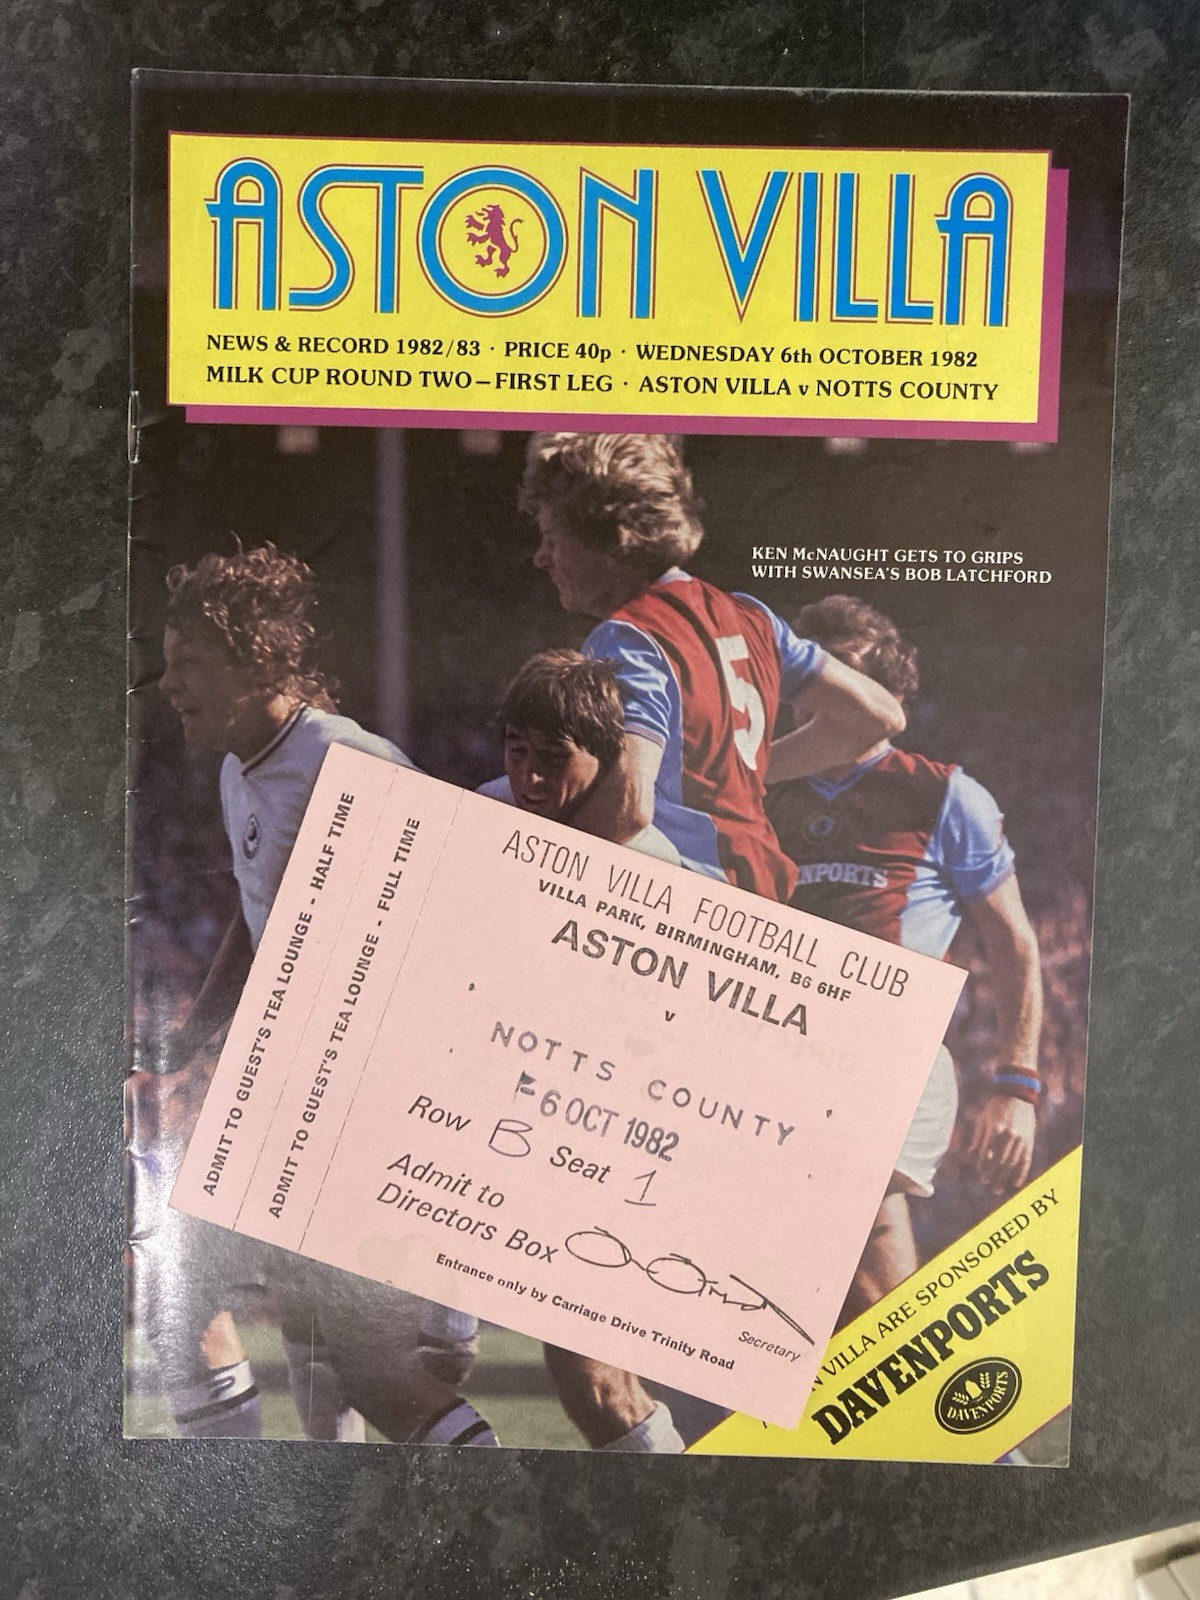 ASTON VILLA
NEWS & RECORD 1982/83 · PRICE 40p · WEDNESDAY 6th OCTOBER 1982
MILK CUP ROUND TWO – FIRST LEG · ASTON VILLA v NOTTS COUNTY
KEN McNAUGHT GETS TO GRIPS
WITH SWANSEA'S BOB LATCHFORD
5
NPORTS
ADMIT TO GUEST'S TEA LOUNGE - HALF TIME
ADMIT TO GUEST'S TEA LOUNGE - FULL TIME
ASTON VILLA FOOTBALL CLUB
VILLA PARK, BIRMINGHAM, B6 6HF
ASTON VILLA
v
NOTTS COUNTY
-6 OCT 1982
Row B Seat 1
Admit to
Directors Box
Secretary
Entrance only by Carriage Drive Trinity Road
N VILLA ARE SPONSORED BY
DAVENPORTS
DAVENPORTS